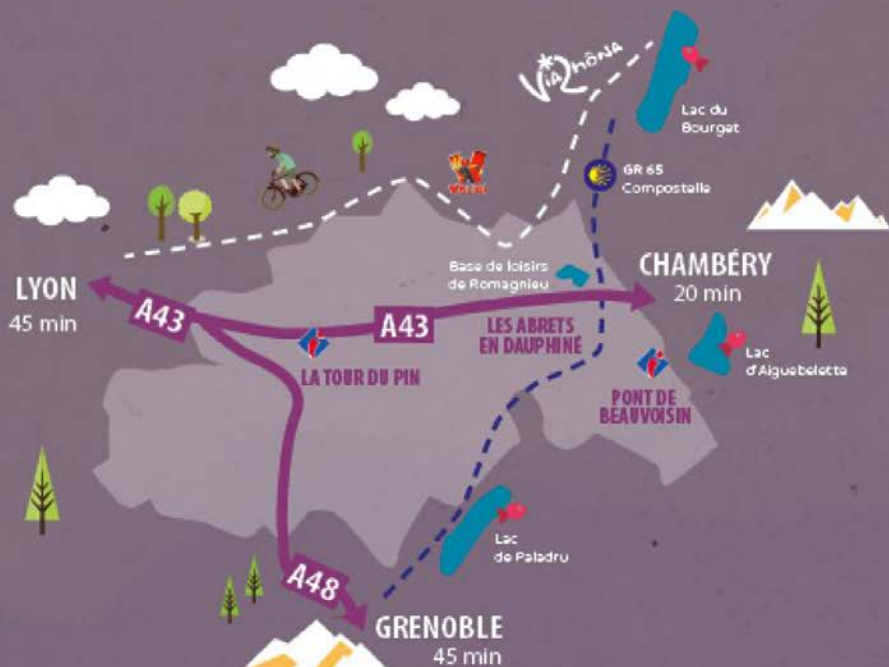 ViaRhôna
Lac du
Bourget
GR 65
Compostelle
WALIBI
Base de loisirs
de Romagnieu
CHAMBÉRY
20 min
LYON
45 min
A43
A43
LES ABRETS
EN DAUPHINÉ
LA TOUR DU PIN
Lac
d'Aiguebelette
PONT DE
BEAUVOISIN
Lac
de Paladru
A48
GRENOBLE
45 min